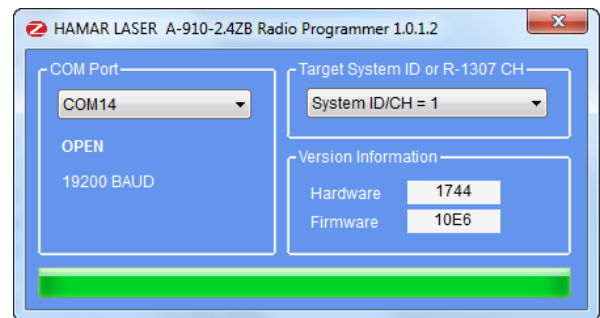 HAMAR LASER A-910-2.4ZB Radio Programmer 1.0.1.2
COM Port
COM14
OPEN
19200 BAUD
Target System ID or R-1307 CH
System ID/CH = 1
Version Information
Hardware 1744
Firmware 10E6